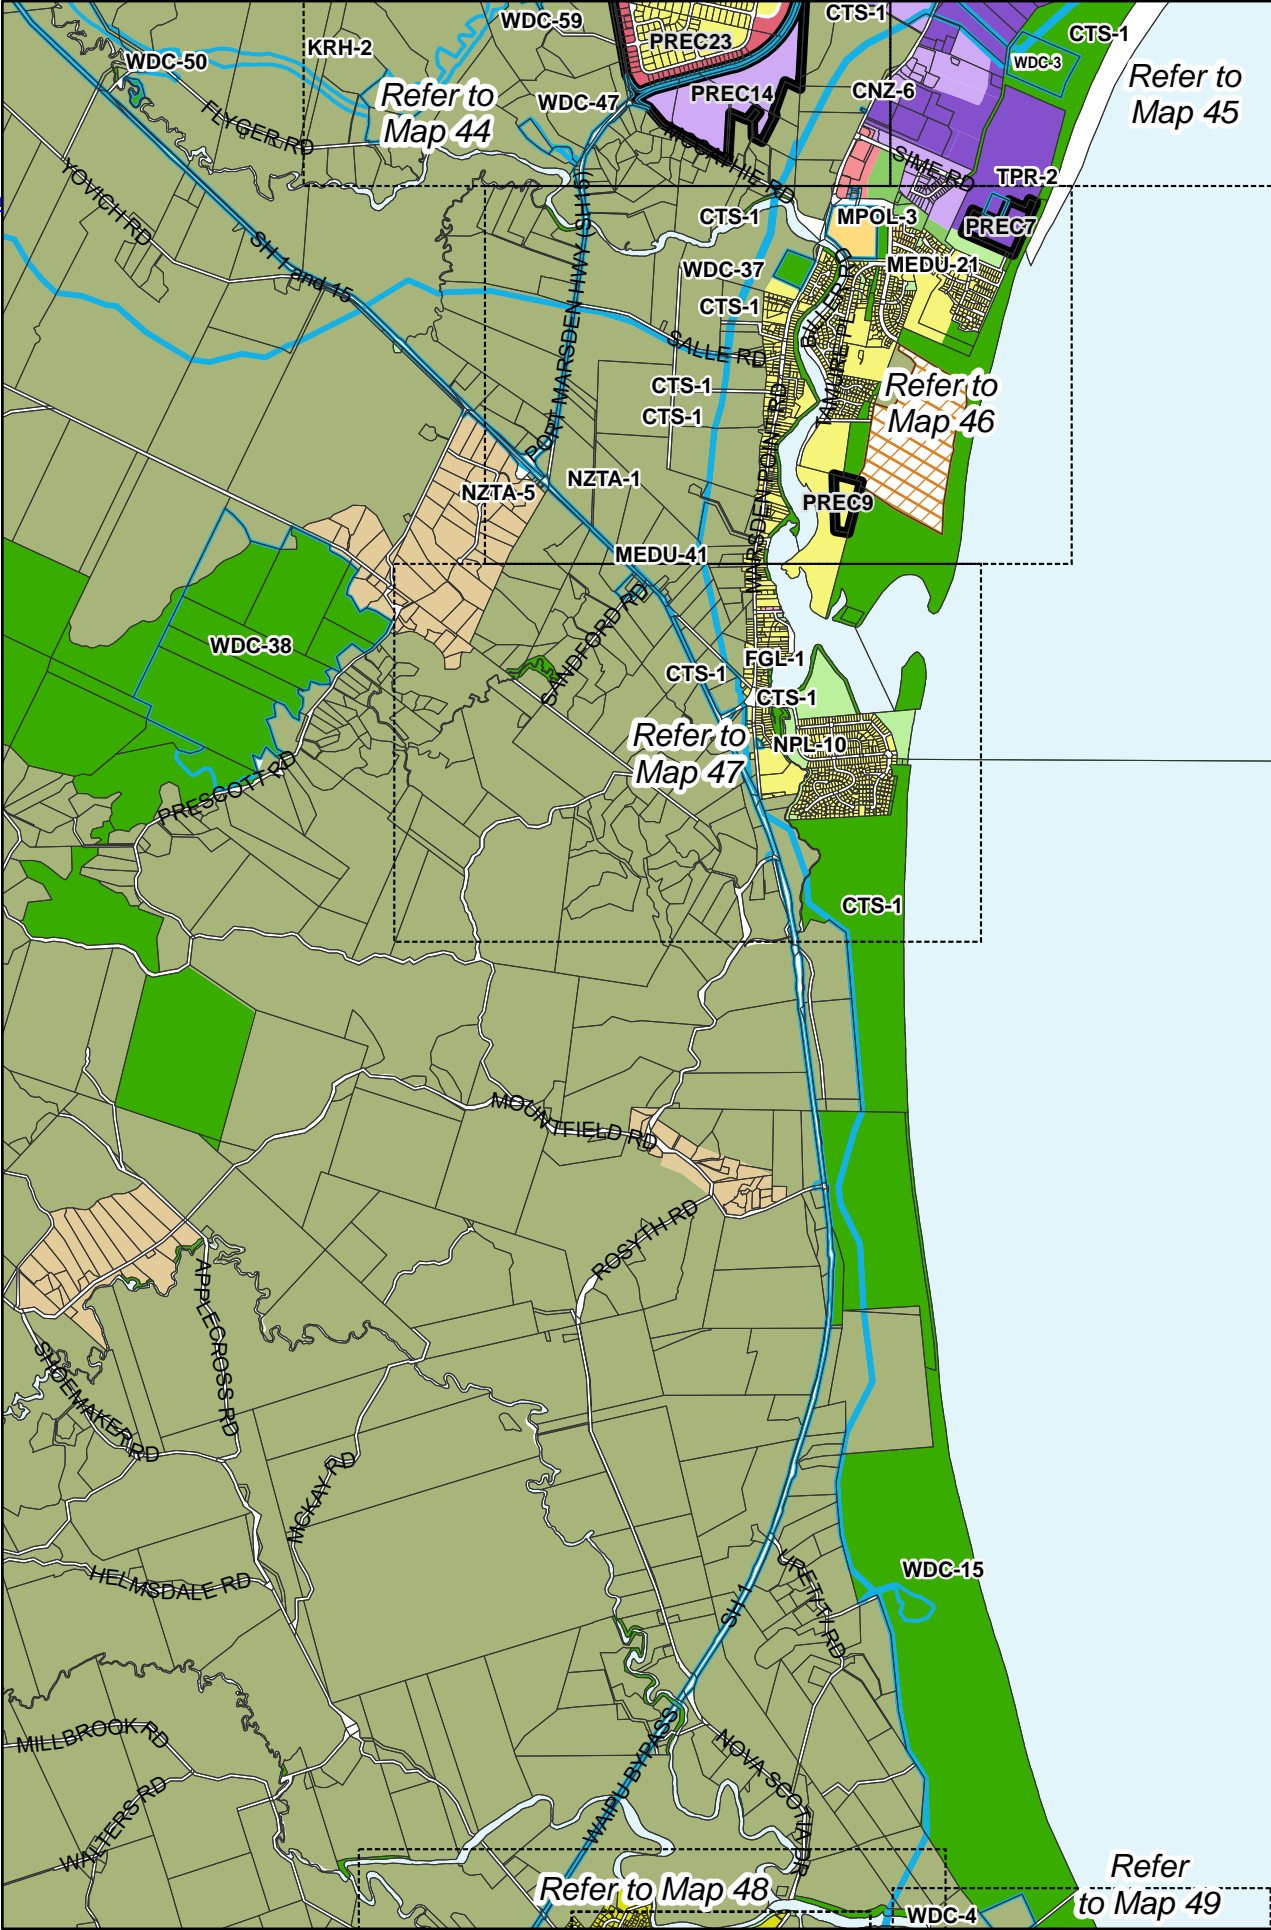 WDC-59
CTS-1
PREC23
CTS-1
KRH-2
WDC-50
WDC-3
Refer to
Map 45
Refer to
Map 44
WDC-47
PREC14
CNZ-6
FLYGER RD
SIME RD
YOVICH RD
TPR-2
CTS-1
MPOL-3
PREC7
SH 1 and 15
PORT MARSDEN HWY (SH 15)
WDC-37
MEDU-21
CTS-1
SALLE RD
TAMURE PL
CTS-1
CTS-1
Refer to
Map 46
MARSDEN POINT RD
NZTA-5
NZTA-1
PREC9
MEDU-41
SANDFORD RD
WDC-38
FGL-1
CTS-1
CTS-1
Refer to
Map 47
NPL-10
PRESCOTT RD
CTS-1
MOUNTFIELD RD
ROSYTH RD
APPLECROSS RD
SHOEMAKER RD
MCKAY RD
HELMSDALE RD
WDC-15
URETITI RD
SH 1
MILLBROOK RD
WAIPU BYPASS
NOVA SCOTIA DR
WALTERS RD
Refer to Map 48
Refer
to Map 49
WDC-4